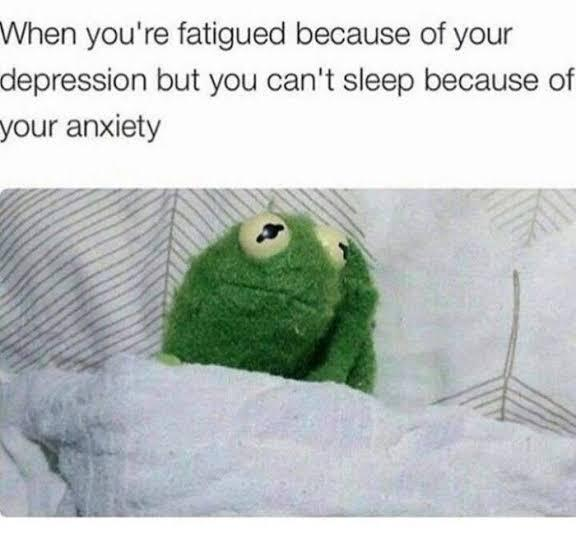 When you're fatigued because of your
depression but you can't sleep because of
your anxiety